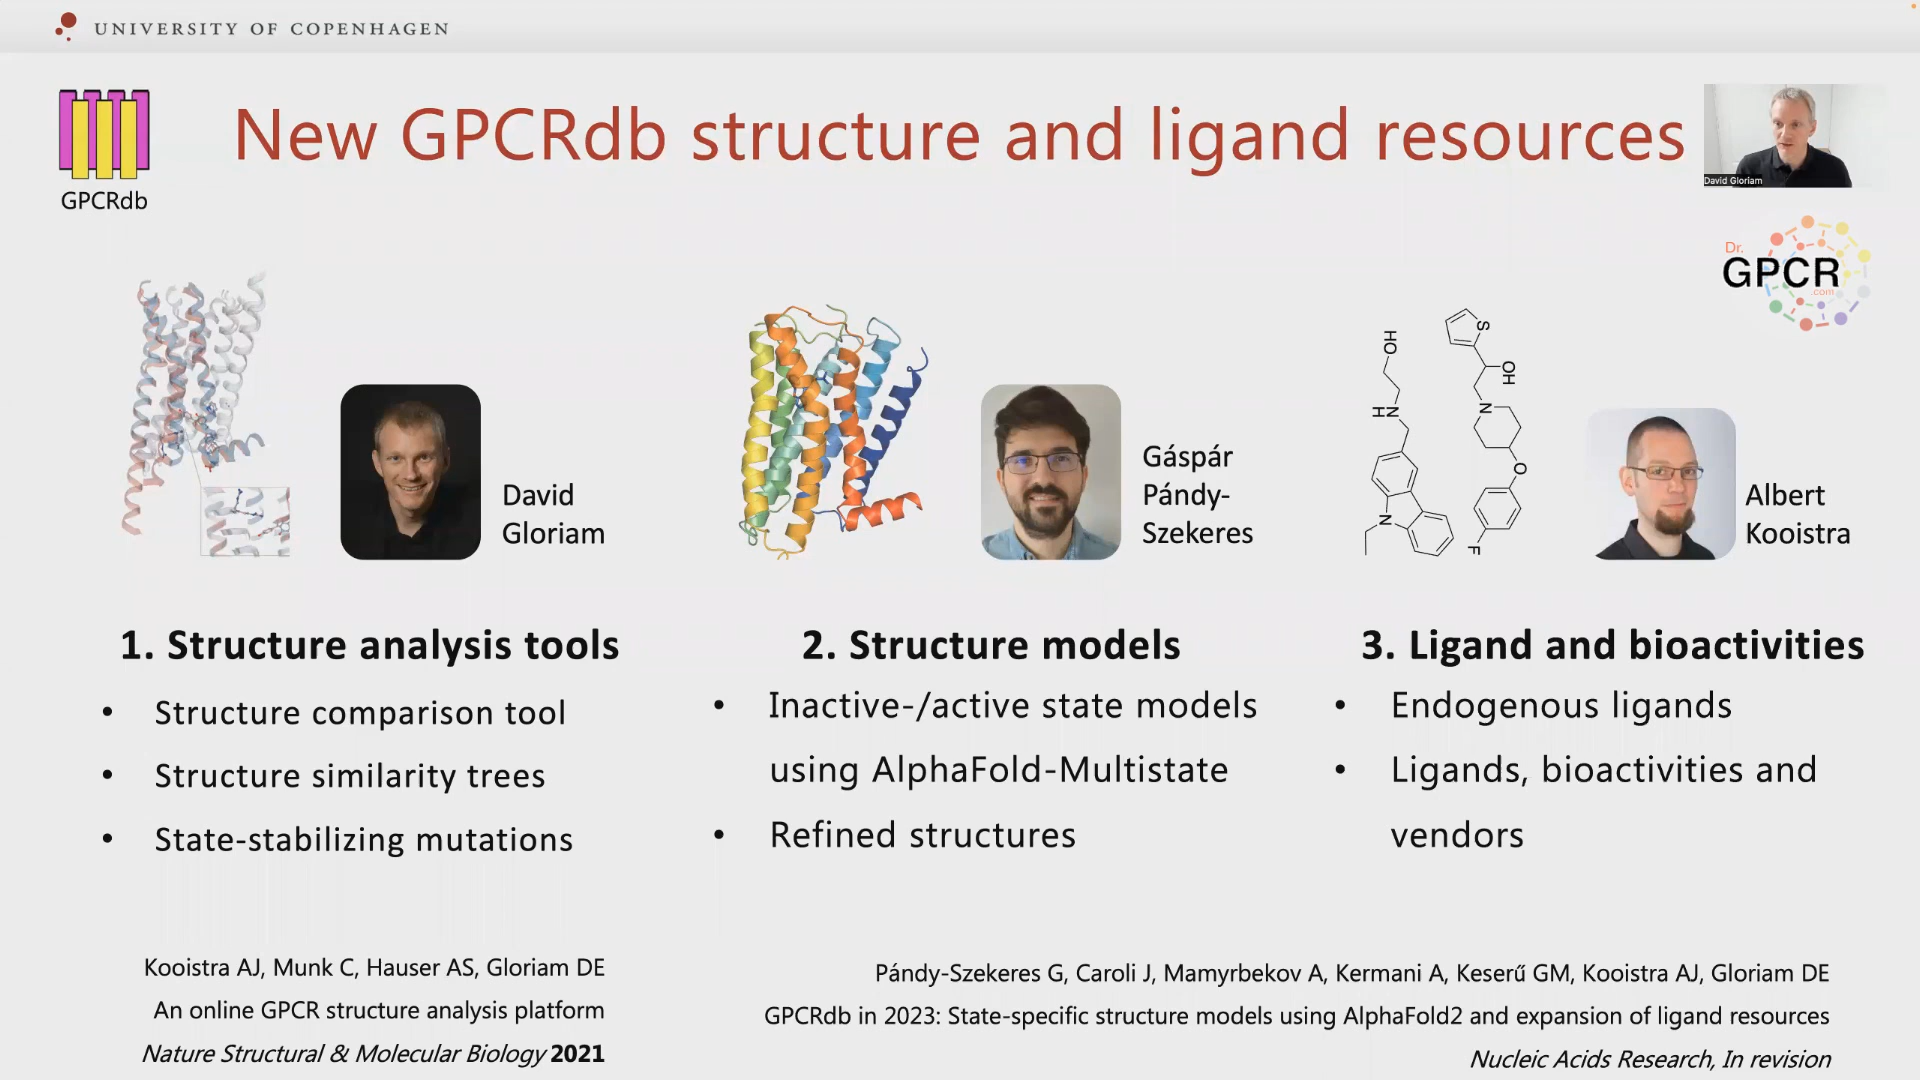 UNIVERSITY OF COPENHAGEN
GPCRdb
New GPCRdb structure and ligand resources
David Gloriam
Dr.
GPCR
.com
David
Gloriam
Gáspár
Pándy-
Szekeres
HO
H
N
N
S
OH
N
O
F
Albert
Kooistra
1. Structure analysis tools
• Structure comparison tool
• Structure similarity trees
• State-stabilizing mutations
2. Structure models
• Inactive-/active state models
using AlphaFold-Multistate
• Refined structures
3. Ligand and bioactivities
• Endogenous ligands
• Ligands, bioactivities and
vendors
Kooistra AJ, Munk C, Hauser AS, Gloriam DE
An online GPCR structure analysis platform
Nature Structural & Molecular Biology 2021
Pándy-Szekeres G, Caroli J, Mamyrbekov A, Kermani A, Keserű GM, Kooistra AJ, Gloriam DE
GPCRdb in 2023: State-specific structure models using AlphaFold2 and expansion of ligand resources
Nucleic Acids Research, In revision